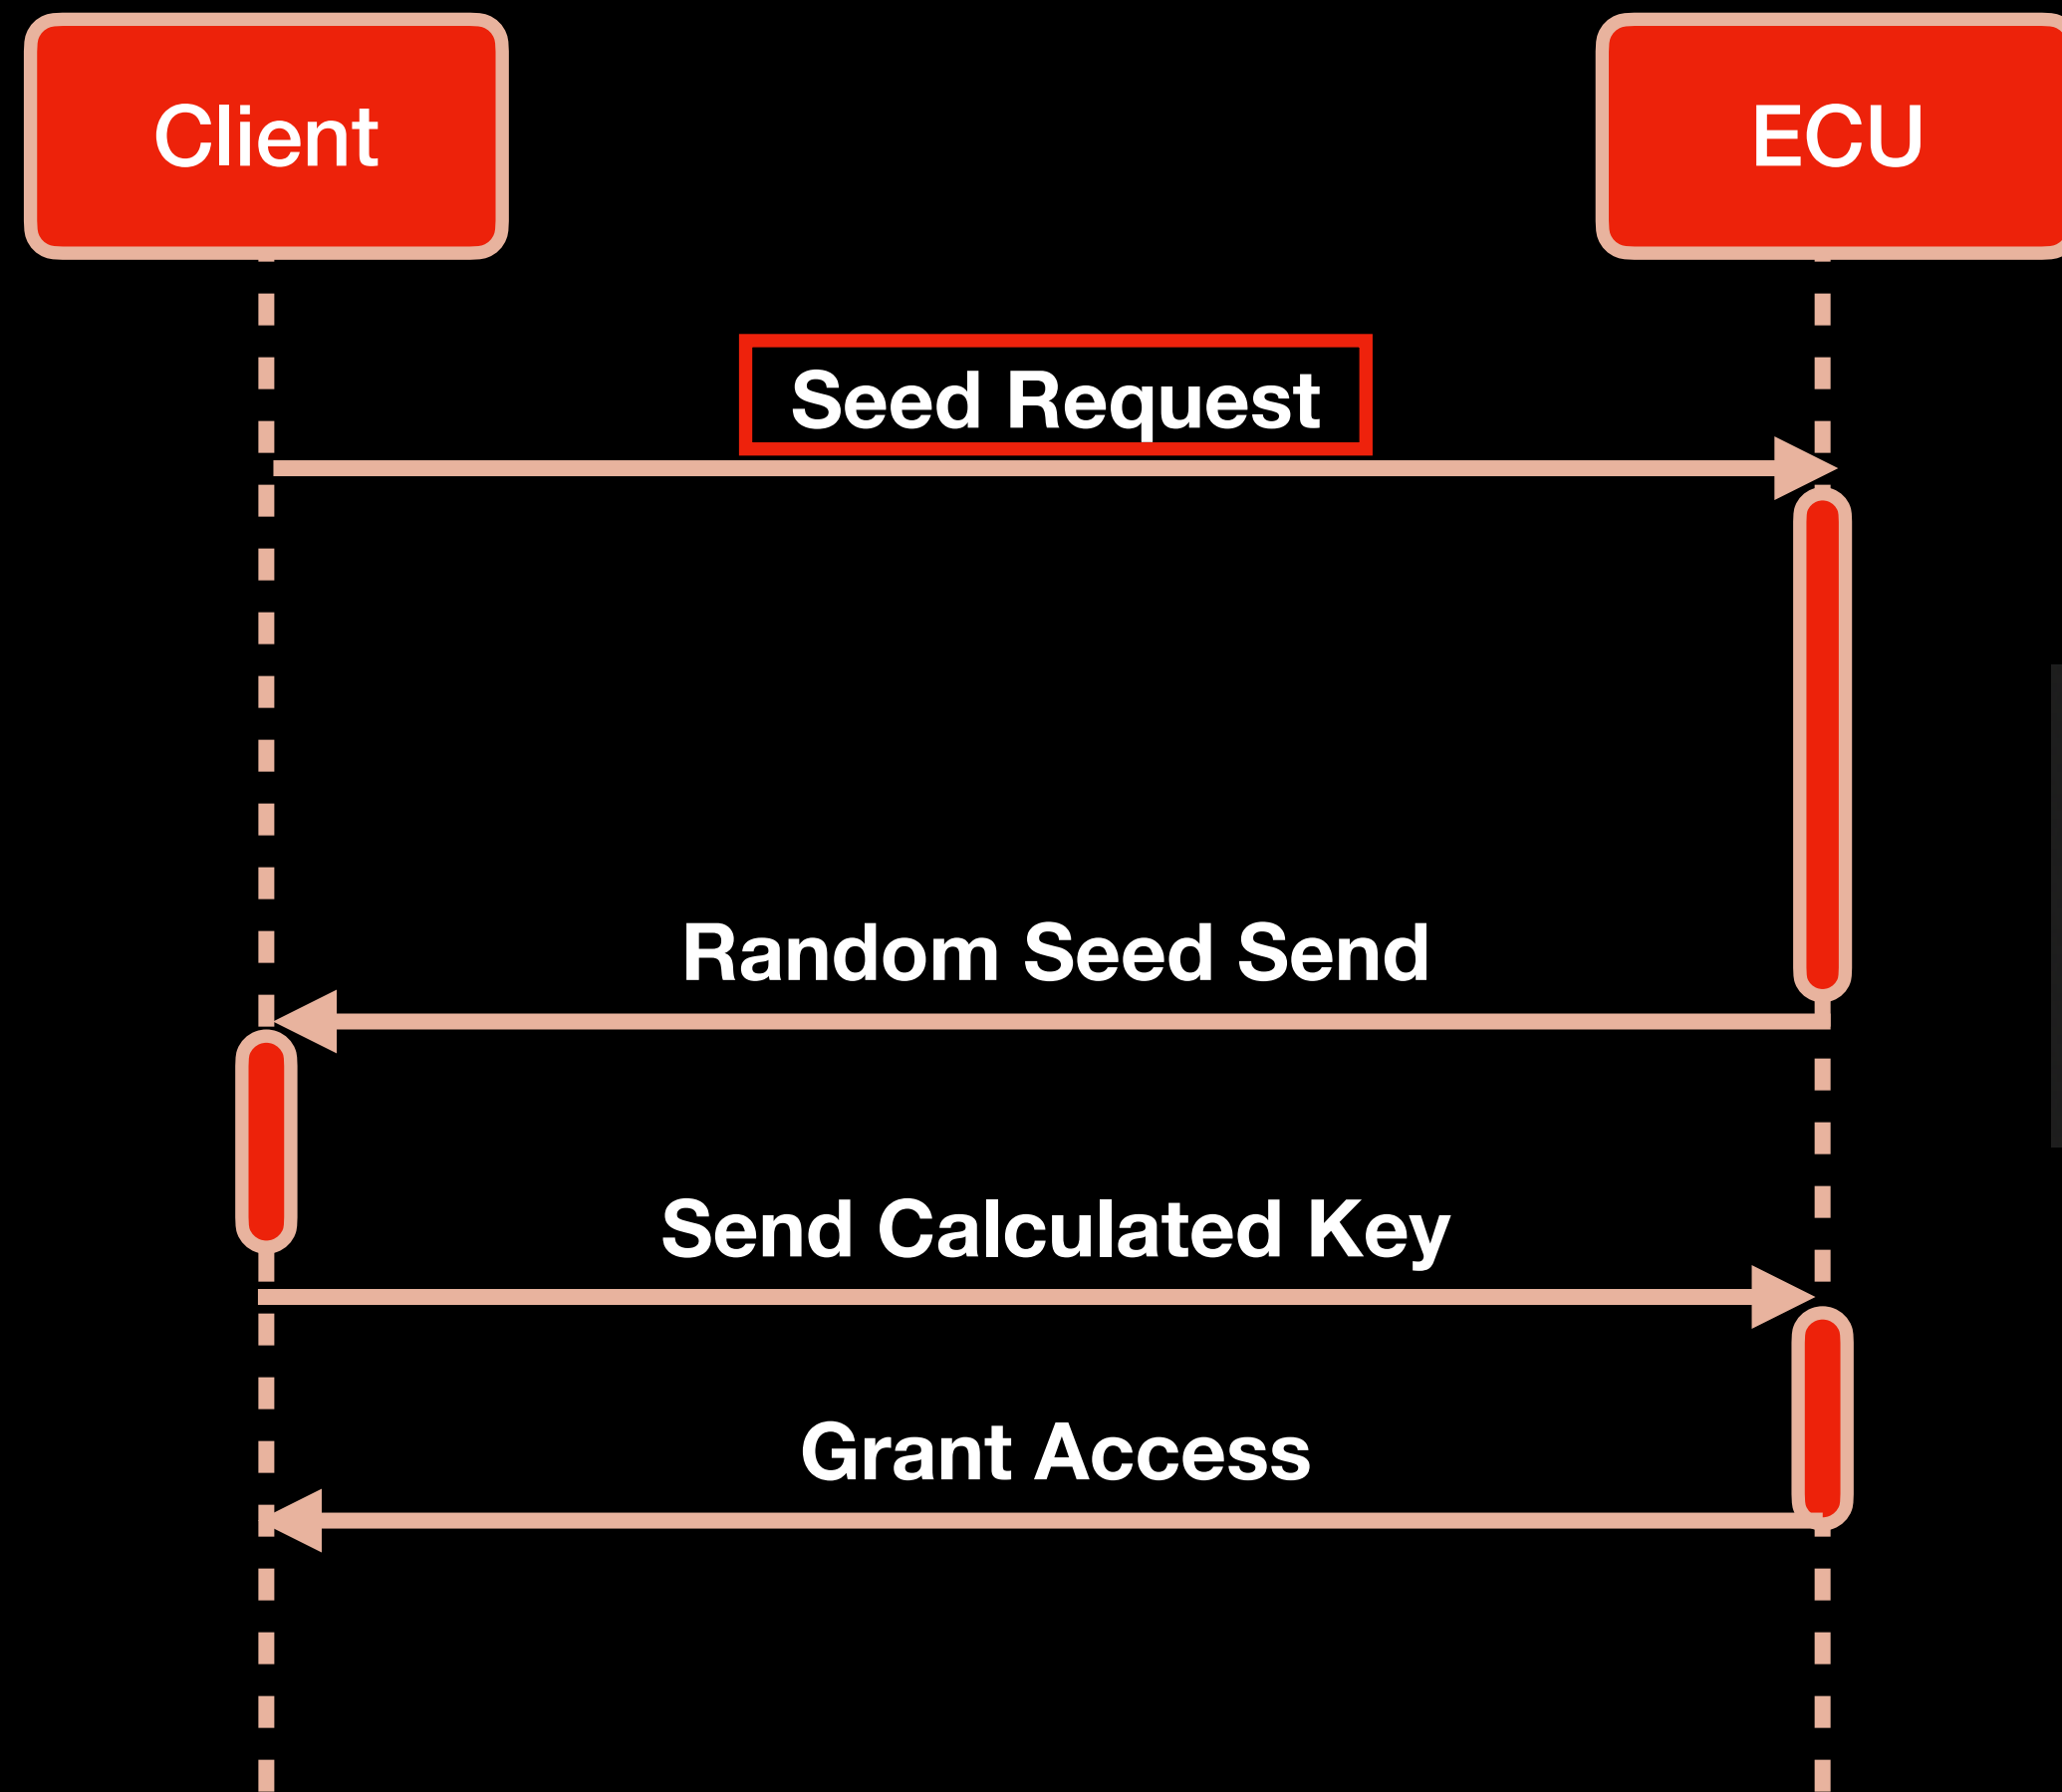 Client
ECU
Seed Request
Random Seed Send
Send Calculated Key
Grant Access